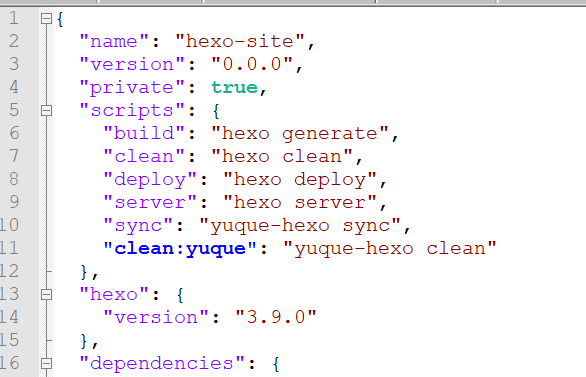 1 {
2 "name": "hexo-site",
3 "version": "0.0.0",
4 "private": true,
5 "scripts": {
6 "build": "hexo generate",
7 "clean": "hexo clean",
8 "deploy": "hexo deploy",
9 "server": "hexo server",
10 "sync": "yuque-hexo sync",
11 "clean:yuque": "yuque-hexo clean"
12 },
13 "hexo": {
14 "version": "3.9.0"
15 },
16 "dependencies": {